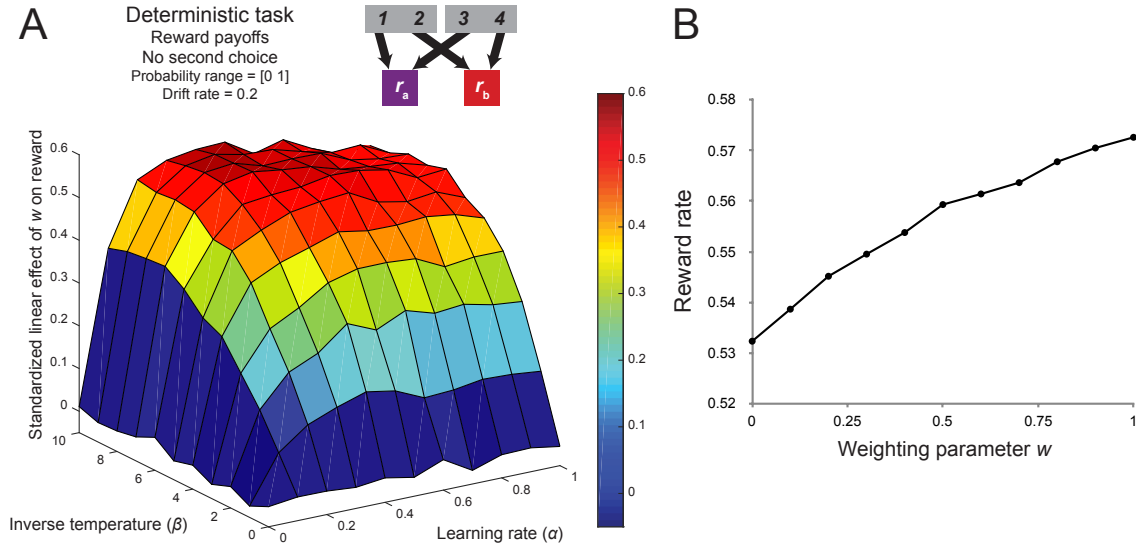 A
Deterministic task
Reward payoffs
No second choice
Probability range = [0 1]
Drift rate = 0.2
1 2 3 4
ra rb
Standardized linear effect of w on reward
0.6
0.5
0.4
0.3
0.2
0.1
0
10
8
6
4
2
0
Inverse temperature (β)
0
0.2
0.4
0.6
0.8
1
Learning rate (α)
0.6
0.5
0.4
0.3
0.2
0.1
0
B
Reward rate
0.58
0.57
0.56
0.55
0.54
0.53
0.52
0 0.25 0.5 0.75 1
Weighting parameter w